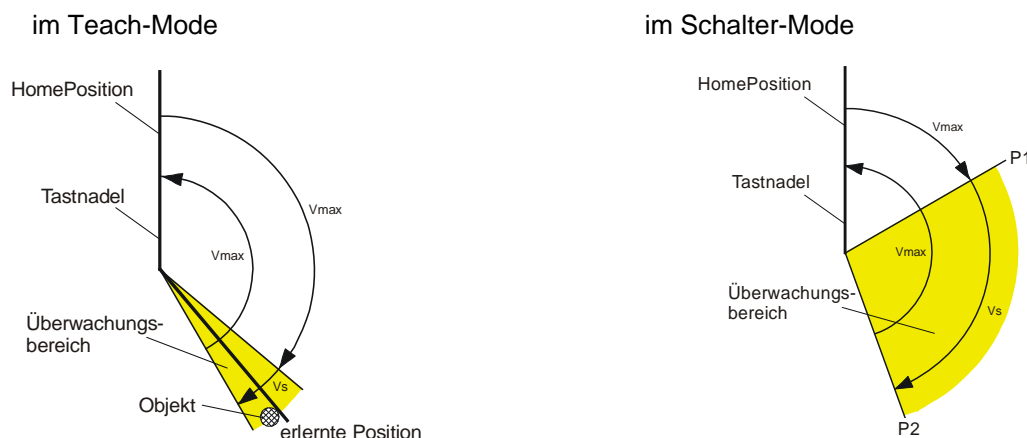 im Teach-Mode
HomePosition
Tastnadel
Vmax
Vmax
Überwachungs-
bereich
Vs
Objekt
erlernte Position
im Schalter-Mode
HomePosition
Vmax
P1
Tastnadel
Vmax
Überwachungs-
bereich
Vs
P2